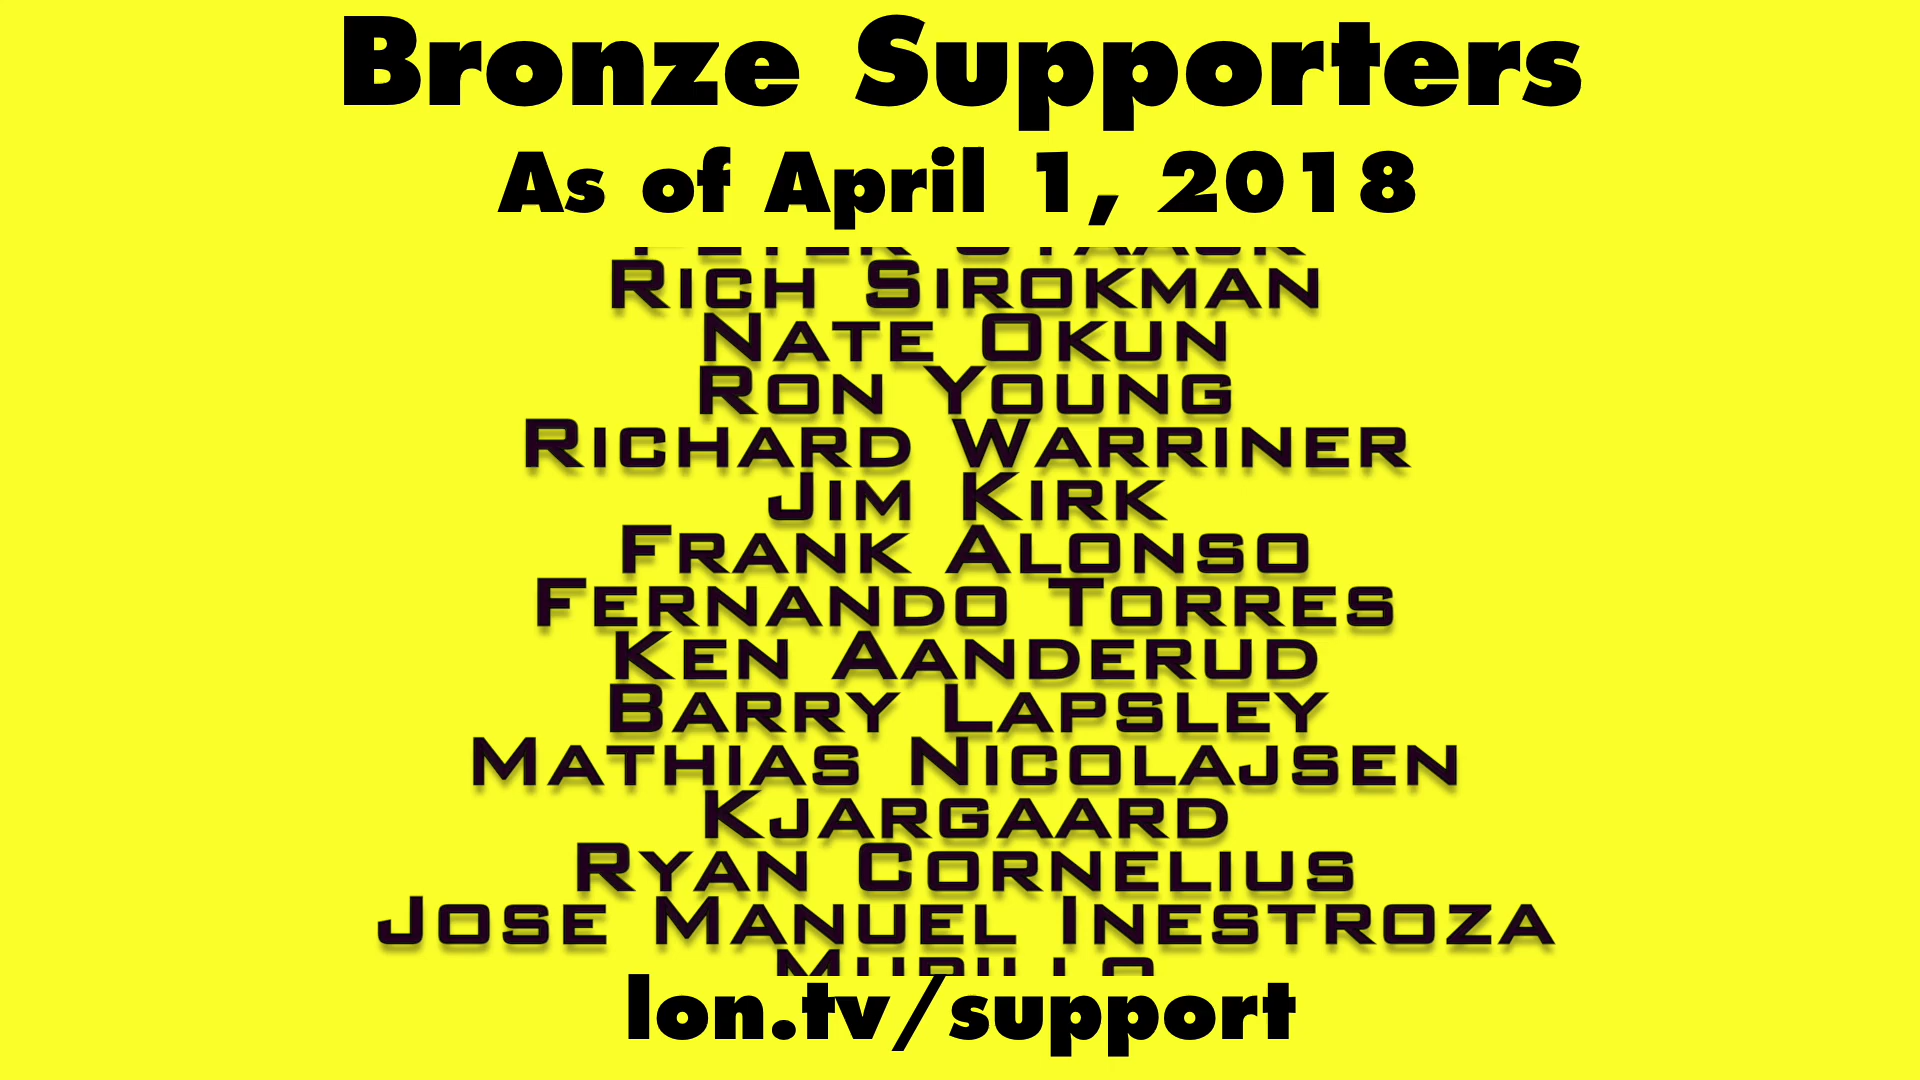 Bronze Supporters
As of April 1, 2018
Rich Sirokman
Nate Okun
Ron Young
Richard Warriner
Jim Kirk
Frank Alonso
Fernando Torres
Ken Aanderud
Barry Lapsley
Mathias Nicolajsen
Kjargaard
Ryan Cornelius
Jose Manuel Inestroza
lon.tv/support